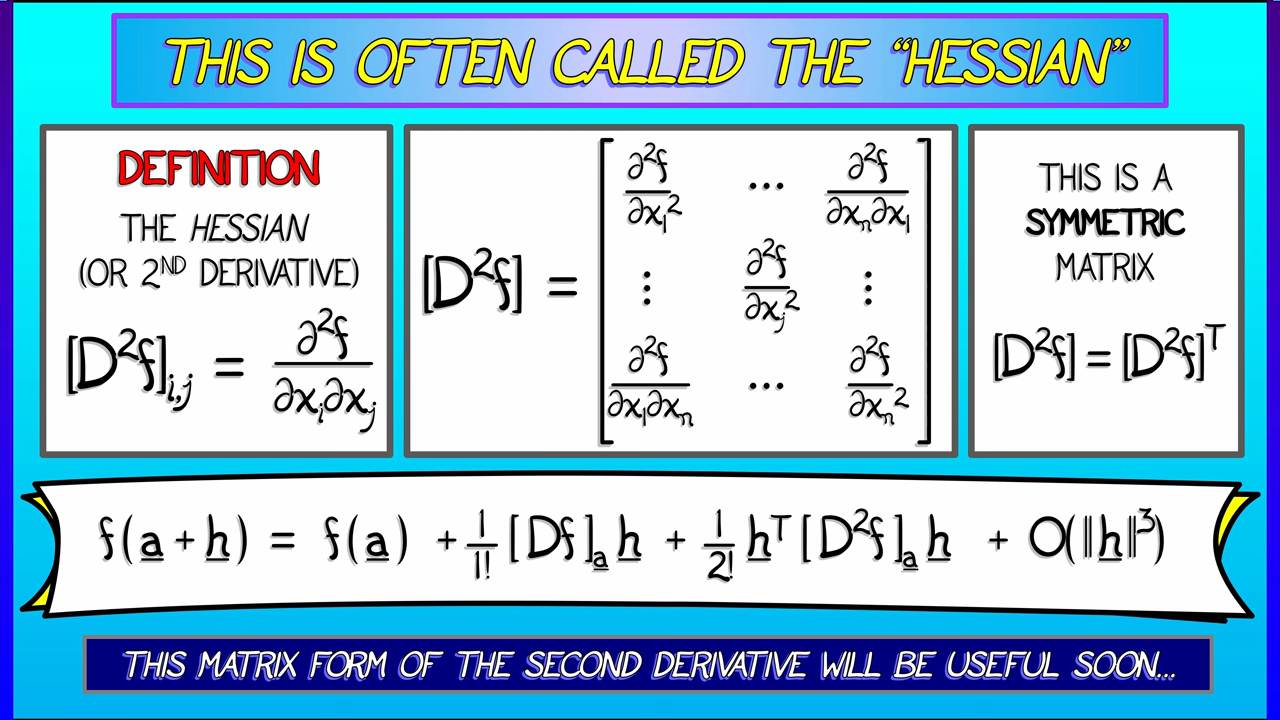 THIS IS OFTEN CALLED THE “HESSIAN”
DEFINITION
THE HESSIAN
(OR 2ND DERIVATIVE)
[D²f]i,j = ∂²f / ∂xi∂xj
[D²f] = [ ∂²f/∂x₁² ⋯ ∂²f/∂xn∂x₁
⋮ ∂²f/∂xj² ⋮
∂²f/∂x₁∂xn ⋯ ∂²f/∂xn² ]
THIS IS A
SYMMETRIC
MATRIX
[D²f] = [D²f]ᵀ
f(a + h) = f(a) + 1/1! [Df]a h + 1/2! hᵀ [D²f]a h + O(‖h‖³)
THIS MATRIX FORM OF THE SECOND DERIVATIVE WILL BE USEFUL SOON...